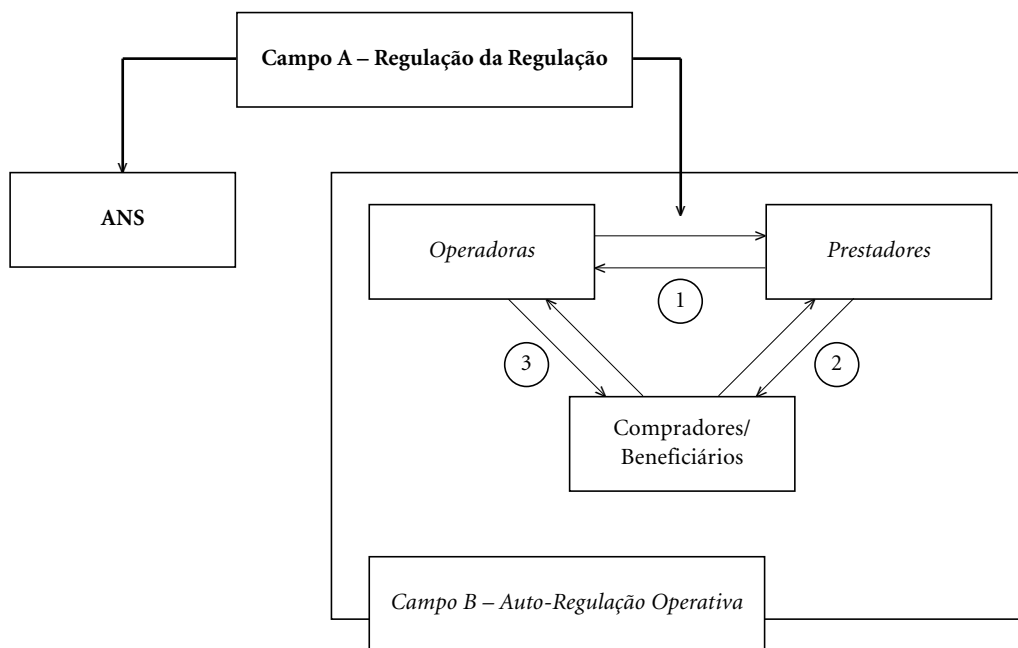 Campo A – Regulação da Regulação
ANS
Operadoras
Prestadores
1
3
2
Compradores/
Beneficiários
Campo B – Auto-Regulação Operativa